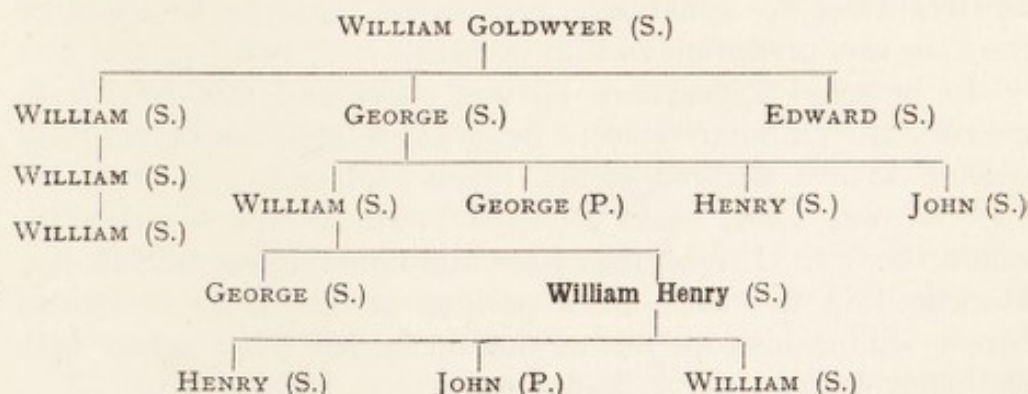 WILLIAM GOLDWYER (S.)
WILLIAM (S.) GEORGE (S.) EDWARD (S.)
WILLIAM (S.)
WILLIAM (S.) GEORGE (P.) HENRY (S.) JOHN (S.)
WILLIAM (S.)
GEORGE (S.) William Henry (S.)
HENRY (S.) JOHN (P.) WILLIAM (S.)